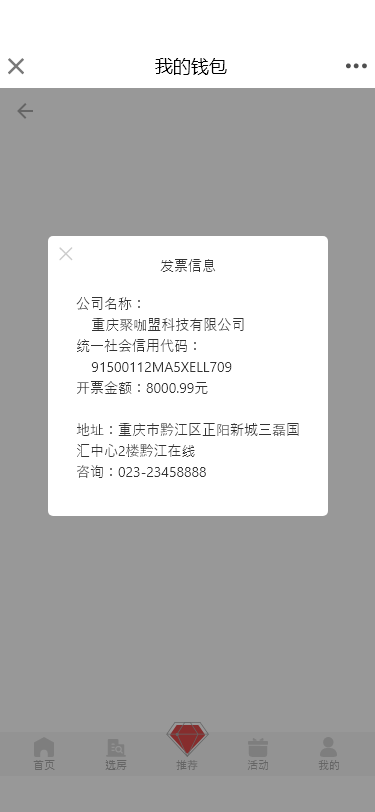 我的钱包
发票信息
公司名称：
重庆聚咖盟科技有限公司
统一社会信用代码：
91500112MA5XELL709
开票金额：8000.99元
地址：重庆市黔江区正阳新城三磊国
汇中心2楼黔江在线
咨询：023-23458888
首页 选房 推荐 活动 我的